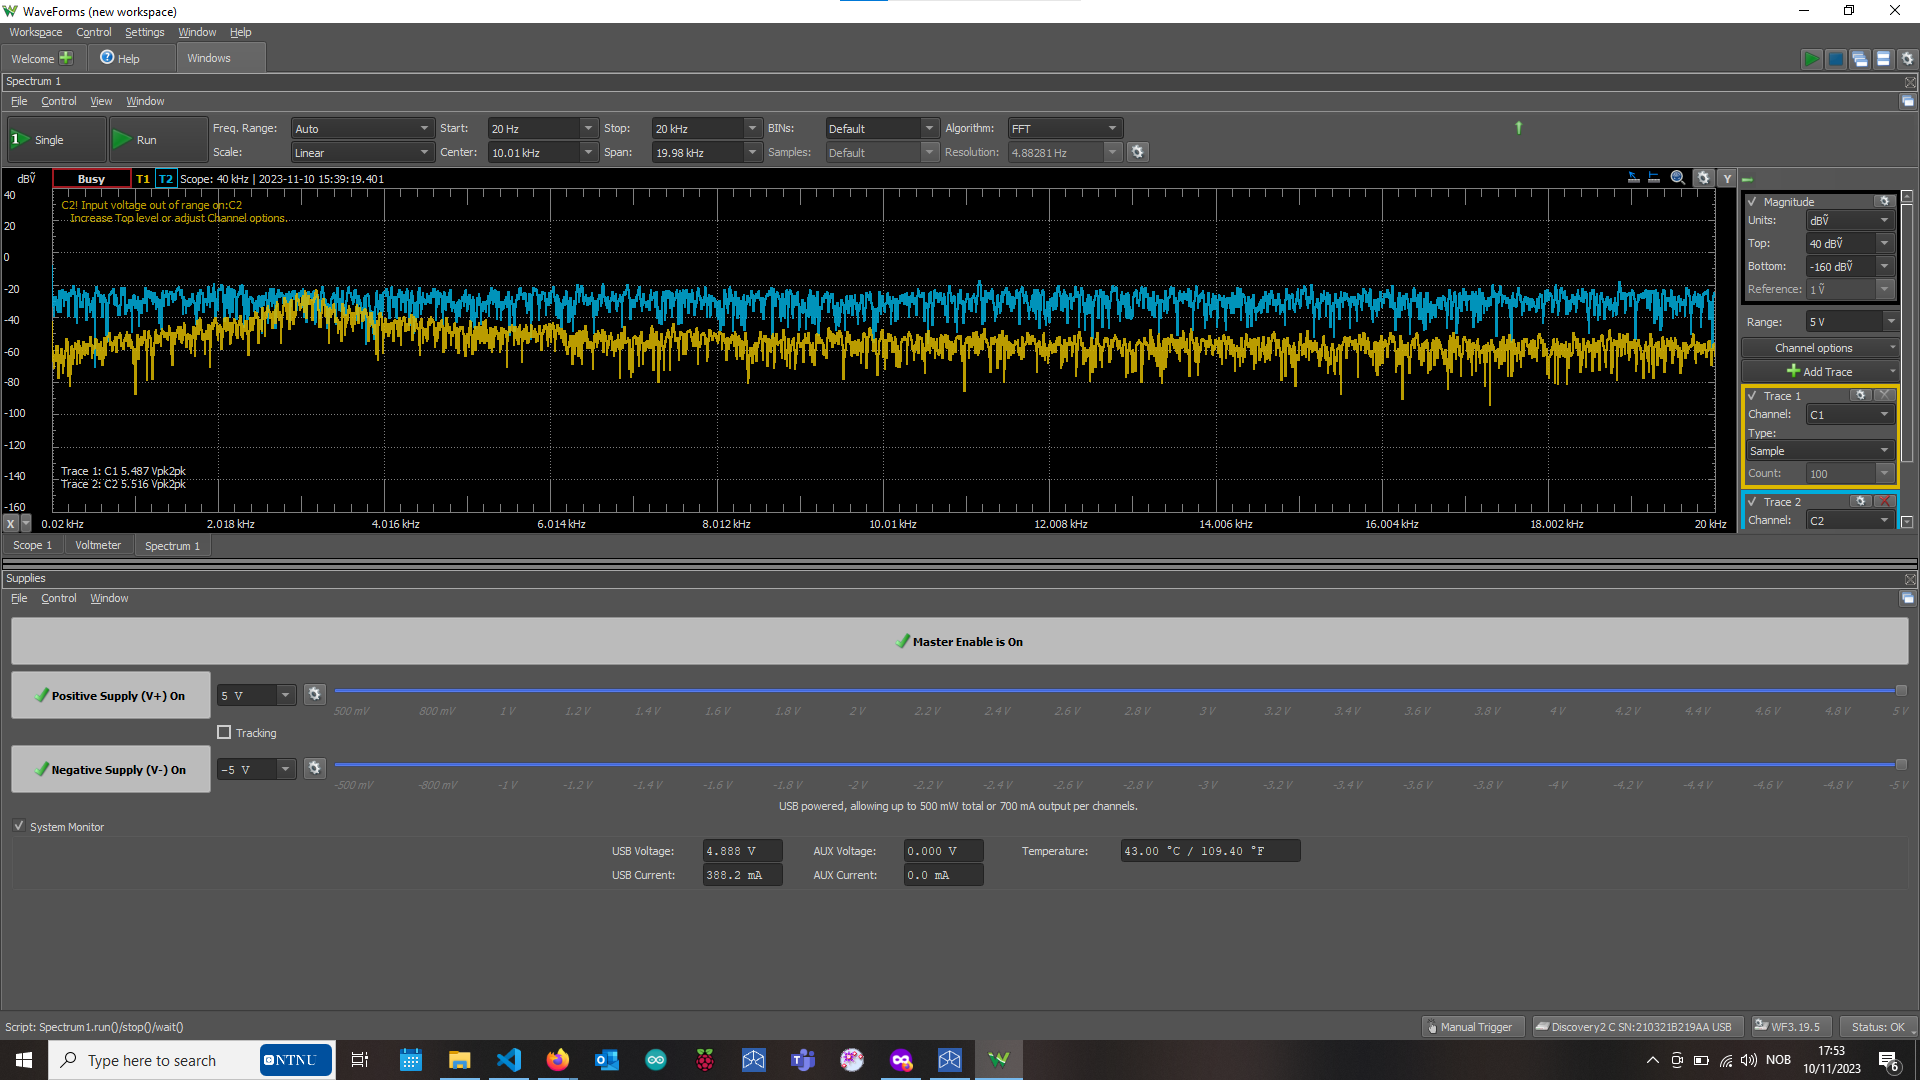 WaveForms (new workspace)
Workspace Control Settings Window Help
Welcome Help Windows
Spectrum 1
File Control View Window
1 Single Run Freq. Range: Auto Start: 20 Hz Stop: 20 kHz BINs: Default Algorithm: FFT
Scale: Linear Center: 10.01 kHz Span: 19.98 kHz Samples: Default Resolution: 4.88281 Hz
dBṼ Busy T1 T2 Scope: 40 kHz | 2023-11-10 15:39:19.401 Y
C2! Input voltage out of range on:C2
Increase Top level or adjust Channel options.
40
20
0
-20
-40
-60
-80
-100
-120
-140
-160
Trace 1: C1 5.487 Vpk2pk
Trace 2: C2 5.516 Vpk2pk
X 0.02 kHz 2.018 kHz 4.016 kHz 6.014 kHz 8.012 kHz 10.01 kHz 12.008 kHz 14.006 kHz 16.004 kHz 18.002 kHz 20 kHz
Magnitude
Units: dBṼ
Top: 40 dBṼ
Bottom: -160 dBṼ
Reference: 1 Ṽ
Range: 5 V
Channel options
Add Trace
Trace 1
Channel: C1
Type:
Sample
Count: 100
Trace 2
Channel: C2
Scope 1 Voltmeter Spectrum 1
Supplies
File Control Window
Master Enable is On
Positive Supply (V+) On 5 V
500 mV 800 mV 1 V 1.2 V 1.4 V 1.6 V 1.8 V 2 V 2.2 V 2.4 V 2.6 V 2.8 V 3 V 3.2 V 3.4 V 3.6 V 3.8 V 4 V 4.2 V 4.4 V 4.6 V 4.8 V 5 V
Tracking
Negative Supply (V-) On -5 V
-500 mV -800 mV -1 V -1.2 V -1.4 V -1.6 V -1.8 V -2 V -2.2 V -2.4 V -2.6 V -2.8 V -3 V -3.2 V -3.4 V -3.6 V -3.8 V -4 V -4.2 V -4.4 V -4.6 V -4.8 V -5 V
USB powered, allowing up to 500 mW total or 700 mA output per channels.
System Monitor
USB Voltage: 4.888 V AUX Voltage: 0.000 V Temperature: 43.00 °C / 109.40 °F
USB Current: 388.2 mA AUX Current: 0.0 mA
Script: Spectrum1.run()/stop()/wait() Manual Trigger Discovery2 C SN:210321B219AA USB WF3.19.5 Status: OK
Type here to search NTNU NOB 17:53
10/11/2023 6